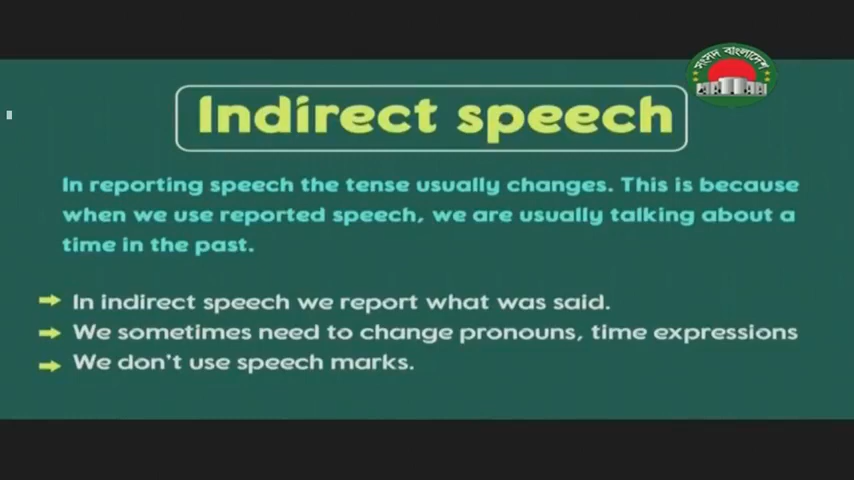 সংসদ বাংলাদেশ
Indirect speech
In reporting speech the tense usually changes. This is because
when we use reported speech, we are usually talking about a
time in the past.
In indirect speech we report what was said.
We sometimes need to change pronouns, time expressions
We don't use speech marks.